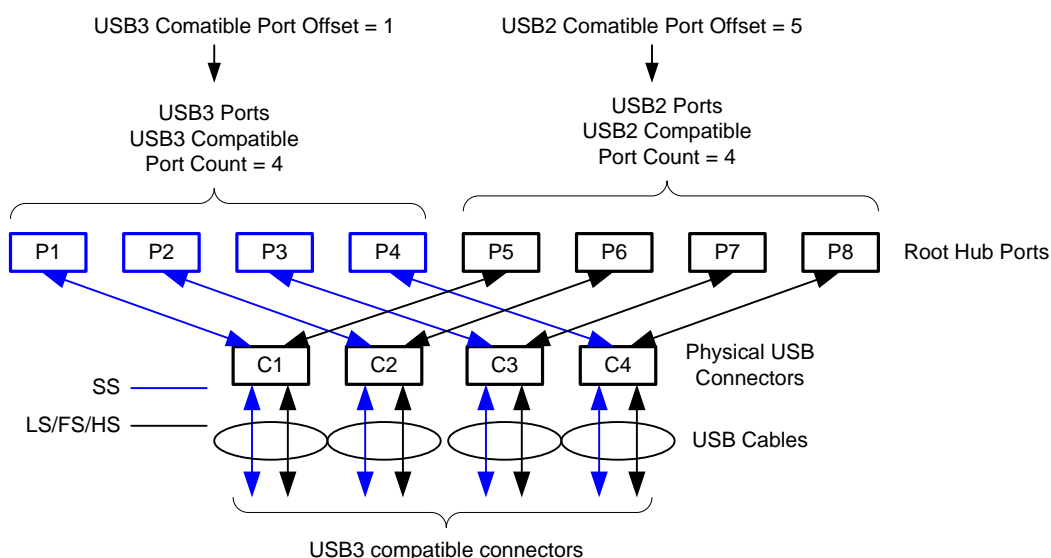 USB3 Comatible Port Offset = 1
USB2 Comatible Port Offset = 5
USB3 Ports
USB3 Compatible
Port Count = 4
USB2 Ports
USB2 Compatible
Port Count = 4
P1 P2 P3 P4 P5 P6 P7 P8 Root Hub Ports
C1 C2 C3 C4
Physical USB
Connectors
SS
LS/FS/HS
USB Cables
USB3 compatible connectors